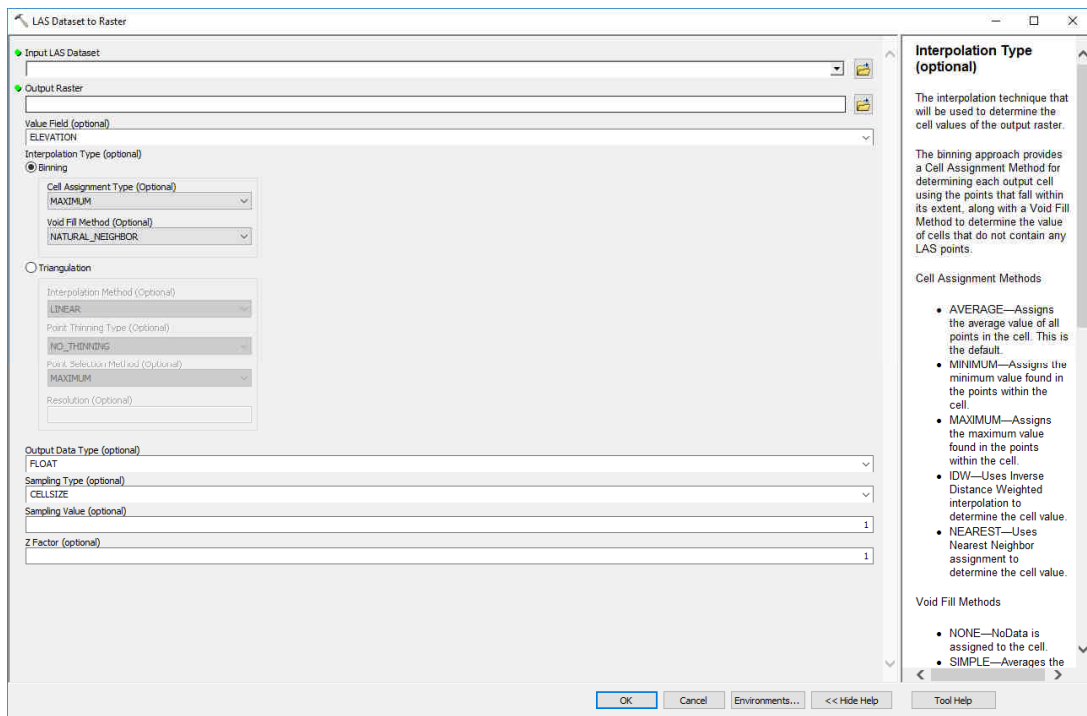 LAS Dataset to Raster
Input LAS Dataset
Output Raster
Value Field (optional)
ELEVATION
Interpolation Type (optional)
Binning
Cell Assignment Type (Optional)
MAXIMUM
Void Fill Method (Optional)
NATURAL_NEIGHBOR
Triangulation
Interpolation Method (Optional)
LINEAR
Point Thinning Type (Optional)
NO_THINNING
Point Selection Method (Optional)
MAXIMUM
Resolution (Optional)
Output Data Type (optional)
FLOAT
Sampling Type (optional)
CELLSIZE
Sampling Value (optional)
1
Z Factor (optional)
1
OK
Cancel
Environments...
<< Hide Help
Tool Help
Interpolation Type
(optional)
The interpolation technique that
will be used to determine the
cell values of the output raster.
The binning approach provides
a Cell Assignment Method for
determining each output cell
using the points that fall within
its extent, along with a Void Fill
Method to determine the value
of cells that do not contain any
LAS points.
Cell Assignment Methods
• AVERAGE—Assigns
the average value of all
points in the cell. This is
the default.
• MINIMUM—Assigns the
minimum value found in
the points within the
cell.
• MAXIMUM—Assigns
the maximum value
found in the points
within the cell.
• IDW—Uses Inverse
Distance Weighted
interpolation to
determine the cell value.
• NEAREST—Uses
Nearest Neighbor
assignment to
determine the cell value.
Void Fill Methods
• NONE—NoData is
assigned to the cell.
• SIMPLE—Averages the